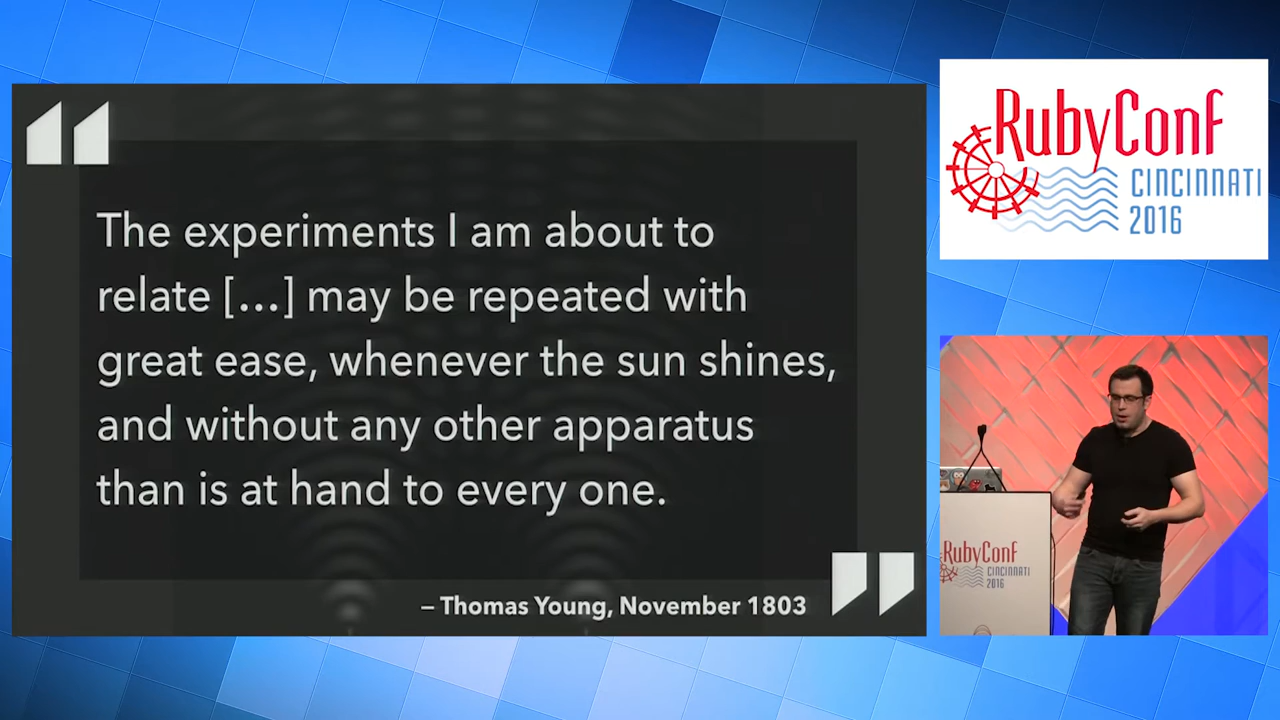 The experiments I am about to
relate [...] may be repeated with
great ease, whenever the sun shines,
and without any other apparatus
than is at hand to every one.
– Thomas Young, November 1803
RubyConf
CINCINNATI
2016
RubyConf
CINCINNATI
2016